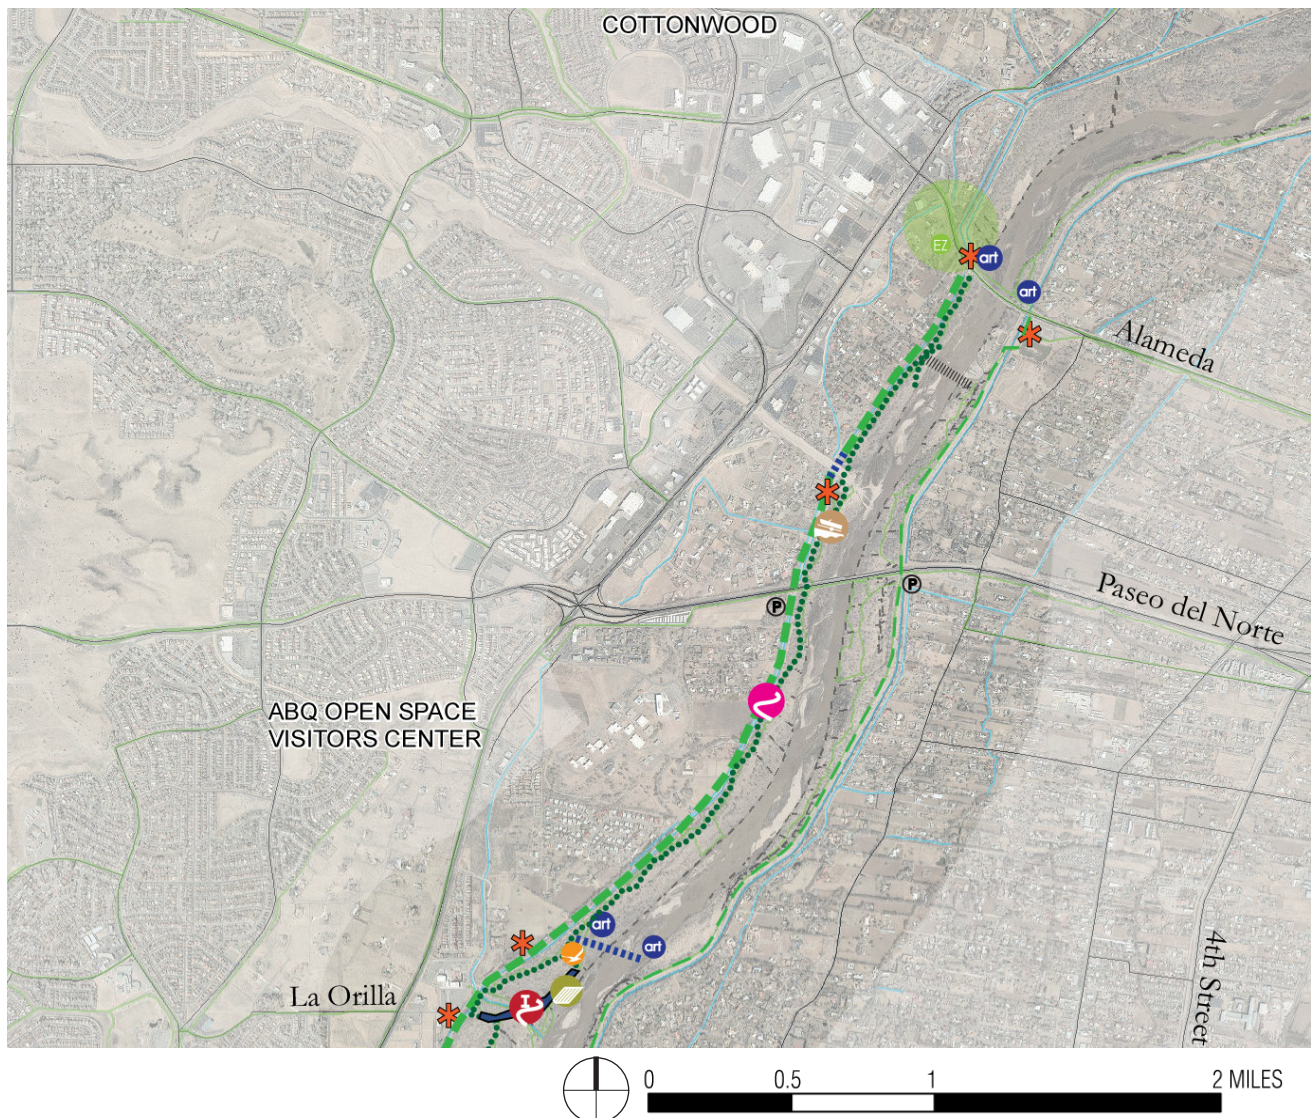 COTTONWOOD
EZ
art
art
Alameda
P
P
Paseo del Norte
ABQ OPEN SPACE
VISITORS CENTER
art
art
La Orilla
4th Street
0 0.5 1 2 MILES